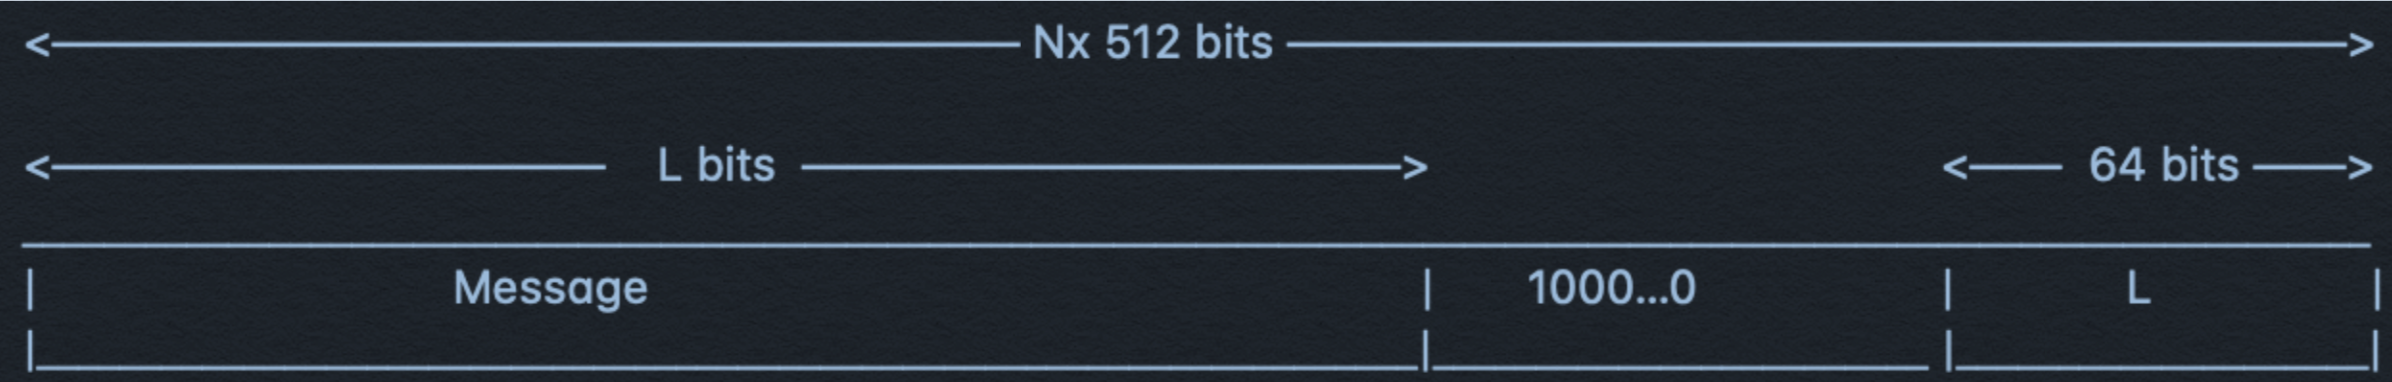 Nx 512 bits
L bits 64 bits
Message 1000...0 L